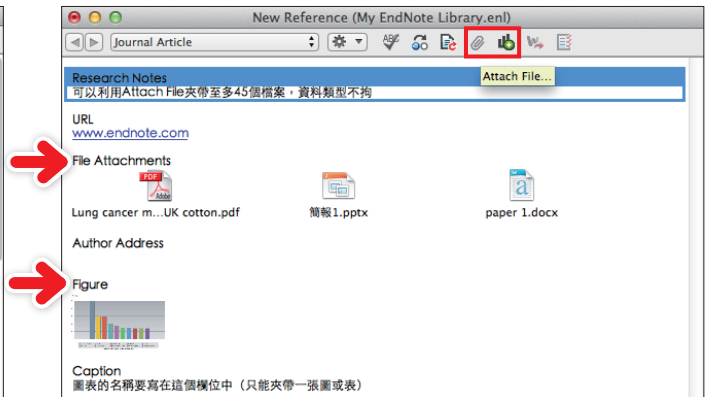 New Reference (My EndNote Library.enl)
Journal Article
ABC
Attach File...
Research Notes
可以利用Attach File夾帶至多45個檔案，資料類型不拘
URL
www.endnote.com
File Attachments
PDF
Adobe
Lung cancer m...UK cotton.pdf
簡報1.pptx
paper 1.docx
Author Address
Figure
Caption
圖表的名稱要寫在這個欄位中（只能夾帶一張圖或表）